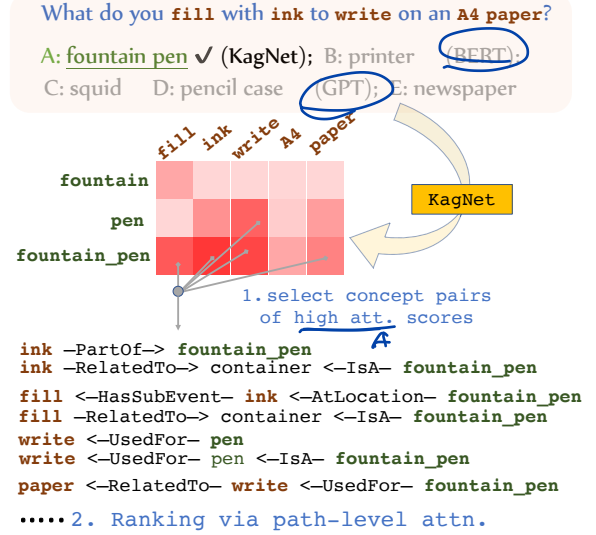 What do you fill with ink to write on an A4 paper?
A: fountain pen ✔ (KagNet); B: printer (BERT);
C: squid D: pencil case (GPT); E: newspaper
fill ink write A4 paper
fountain
KagNet
pen
fountain_pen
1.select concept pairs
of high att. scores
A
ink —PartOf—> fountain_pen
ink —RelatedTo—> container <—IsA— fountain_pen
fill <—HasSubEvent— ink <—AtLocation— fountain_pen
fill —RelatedTo—> container <—IsA— fountain_pen
write <—UsedFor— pen
write <—UsedFor— pen <—IsA— fountain_pen
paper <—RelatedTo— write <—UsedFor— fountain_pen
••••• 2. Ranking via path-level attn.